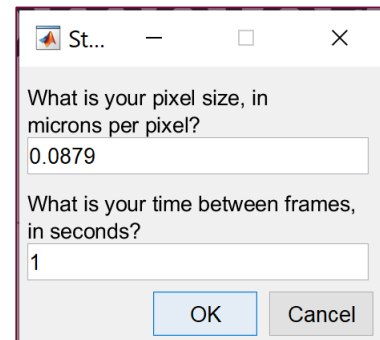 St...
What is your pixel size, in
microns per pixel?
0.0879
What is your time between frames,
in seconds?
1
OK Cancel